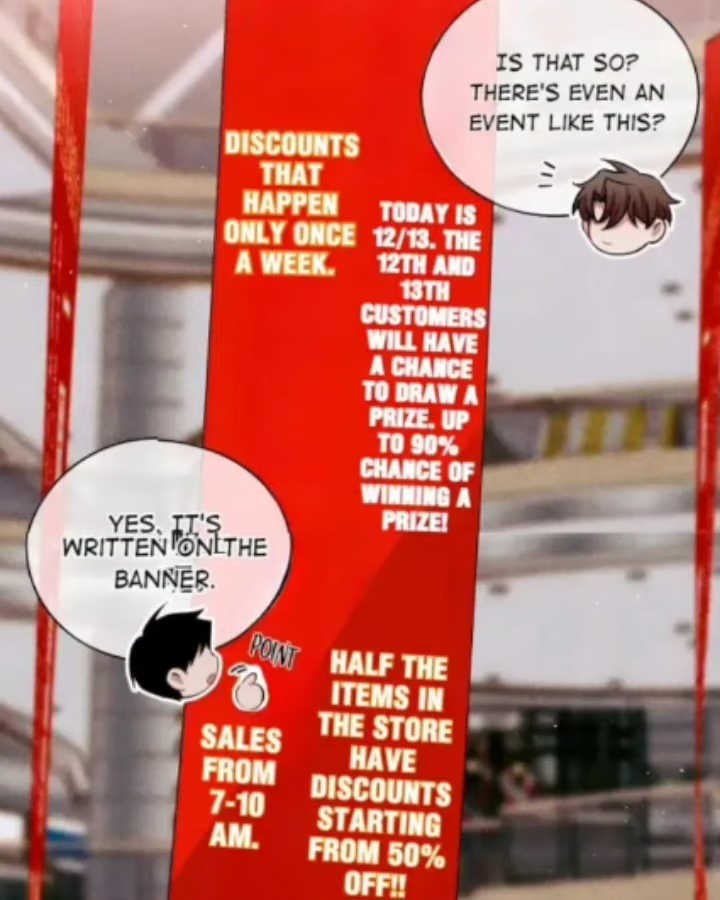 IS THAT SO?
THERE'S EVEN AN
EVENT LIKE THIS?
DISCOUNTS
THAT
HAPPEN
ONLY ONCE
A WEEK.
TODAY IS
12/13. THE
12TH AND
13TH
CUSTOMERS
WILL HAVE
A CHANCE
TO DRAW A
PRIZE. UP
TO 90%
CHANCE OF
WINNING A
PRIZE!
YES, IT'S
WRITTEN ON THE
BANNER.
POINT
HALF THE
ITEMS IN
THE STORE
HAVE
DISCOUNTS
STARTING
FROM 50%
OFF!!
SALES
FROM
7-10
AM.